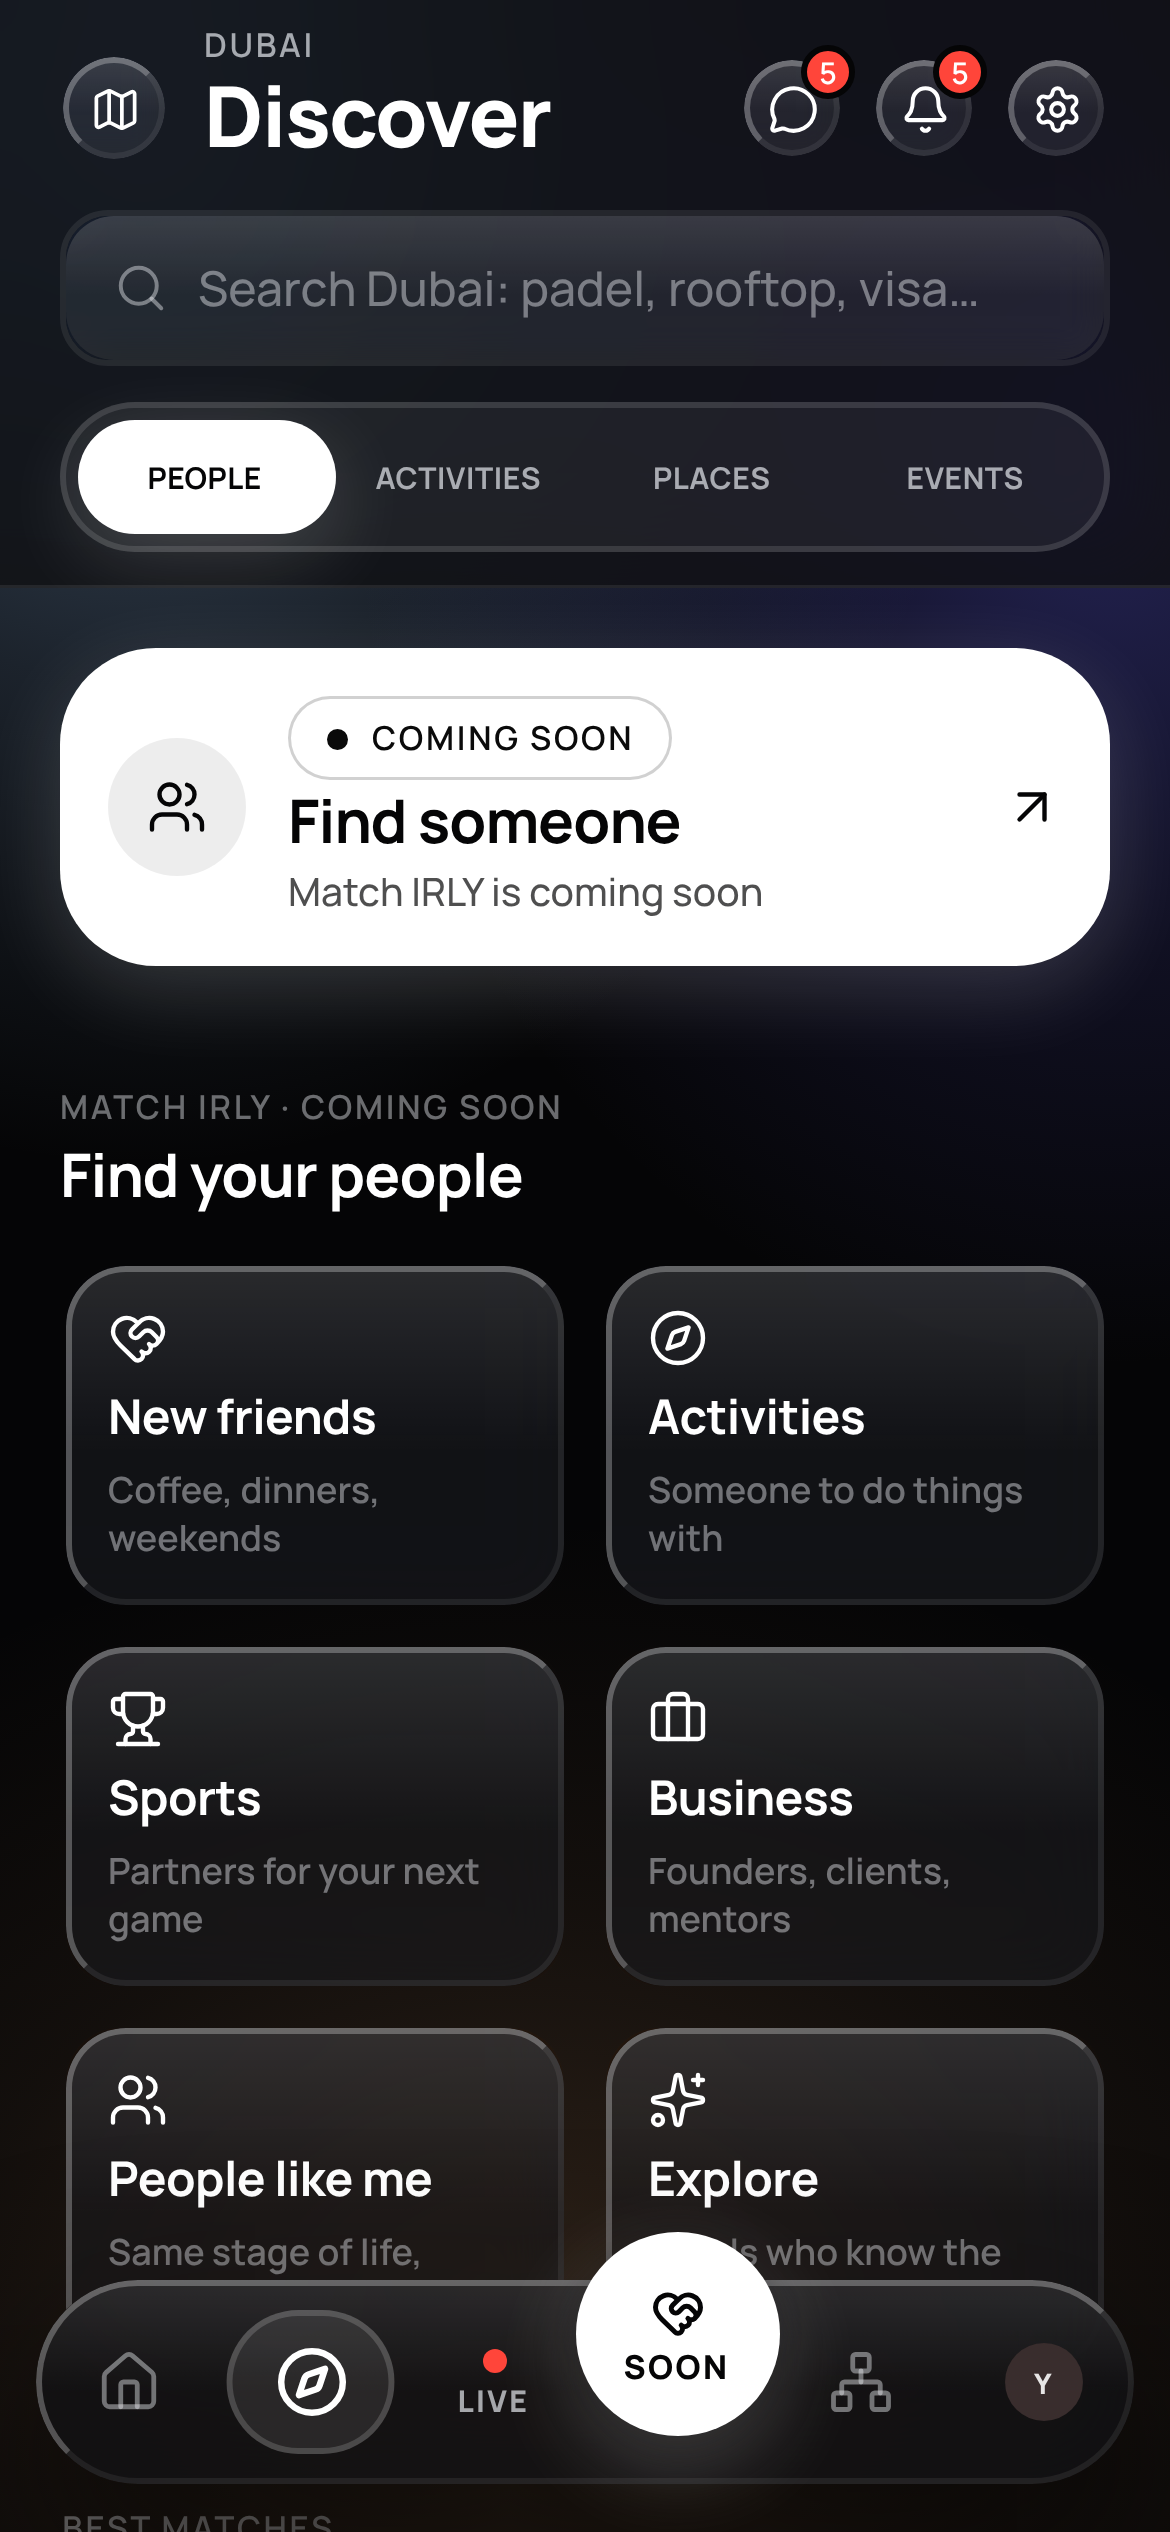 DUBAI
Discover
5
5
Search Dubai: padel, rooftop, visa...
PEOPLE
ACTIVITIES
PLACES
EVENTS
COMING SOON
Find someone
Match IRLY is coming soon
MATCH IRLY · COMING SOON
Find your people
New friends
Coffee, dinners,
weekends
Activities
Someone to do things
with
Sports
Partners for your next
game
Business
Founders, clients,
mentors
People like me
Same stage of life,
Explore
who know the
LIVE
SOON
Y
BEST MATCHES